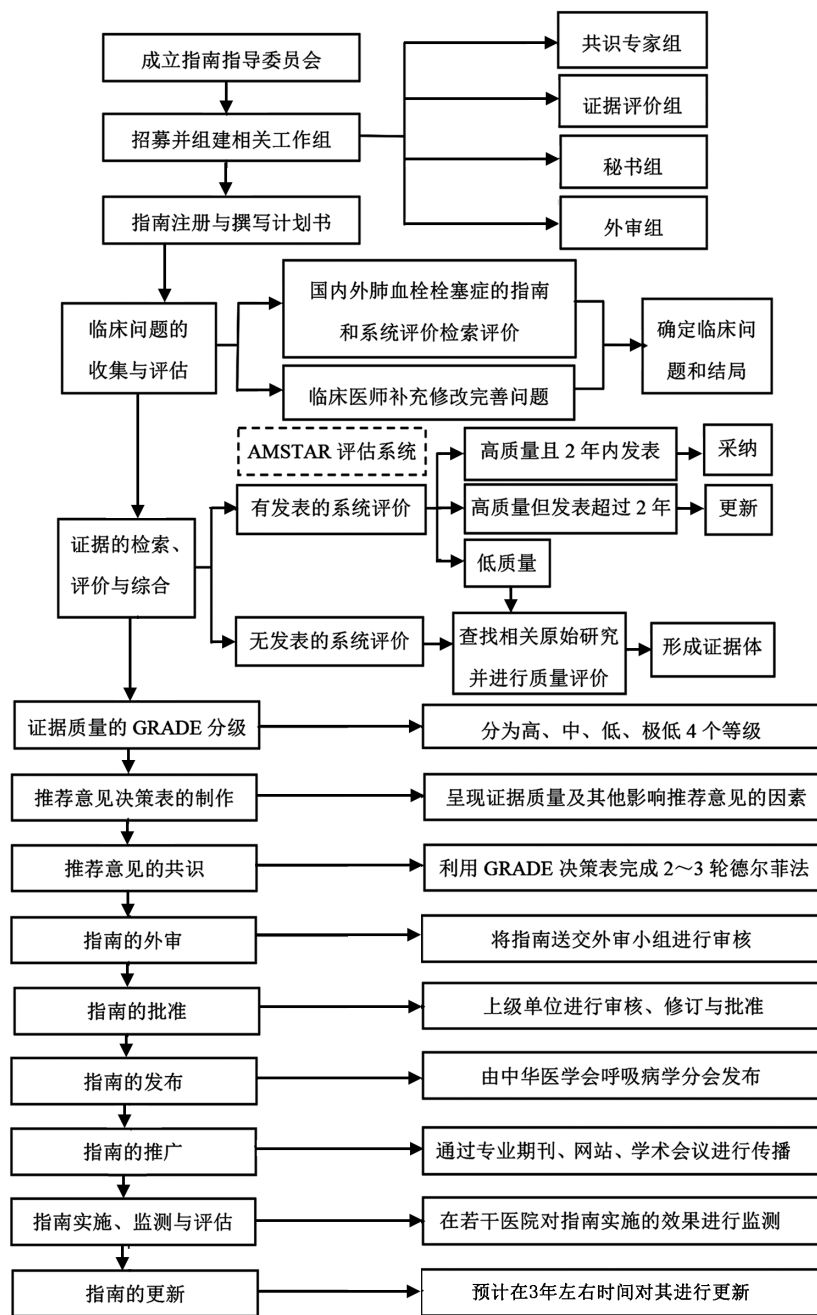 成立指南指导委员会
共识专家组
证据评价组
招募并组建相关工作组
秘书组
指南注册与撰写计划书
外审组
临床问题的
收集与评估
国内外肺血栓栓塞症的指南
和系统评价检索评价
临床医师补充修改完善问题
确定临床问
题和结局
AMSTAR 评估系统
高质量且 2 年内发表
采纳
有发表的系统评价
高质量但发表超过 2 年
更新
证据的检索、
评价与综合
低质量
无发表的系统评价
查找相关原始研究
并进行质量评价
形成证据体
证据质量的 GRADE 分级
分为高、中、低、极低 4 个等级
推荐意见决策表的制作
呈现证据质量及其他影响推荐意见的因素
推荐意见的共识
利用 GRADE 决策表完成 2～3 轮德尔菲法
指南的外审
将指南送交外审小组进行审核
指南的批准
上级单位进行审核、修订与批准
指南的发布
由中华医学会呼吸病学分会发布
指南的推广
通过专业期刊、网站、学术会议进行传播
指南实施、监测与评估
在若干医院对指南实施的效果进行监测
指南的更新
预计在3年左右时间对其进行更新